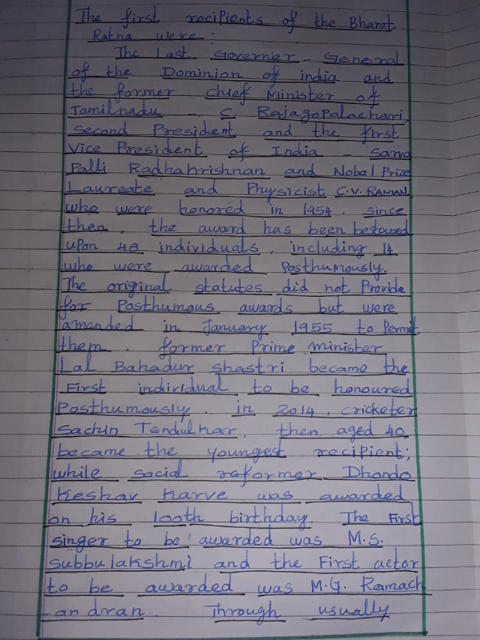 The first recipients of the Bharat
Ratna were:
The Last Governer General
of the Dominion of india and
the former Chief Minister of
Tamilnadu - C. Rajagapalachari,
second President and the first
Vice President of India - Sarva
Palli Radhakrishnan and Nobal Prize
Laureate and Physicist C.V. RAMAN,
who were honored in 1954. since
then, the award has been bestowed
upon 48 individuals, including 14
who were awarded Posthumously.
The original statutes did not Provide
for Posthumous awards but were
amanded in January 1955 to Permit
them. former Prime minister
Lal Bahadur shastri became the
First individual to be honoured
Posthumously. in 2014, cricketer
Sachin Tendulkar, then aged 40,
became the youngest recipient;
while social reformer Dhondo
Keshav Karve was awarded
on his 100th birthday. The First
singer to be awarded was M.S.
Subbulakshmi and the First actor
to be awarded was M.G. Ramach
andran. Through usually